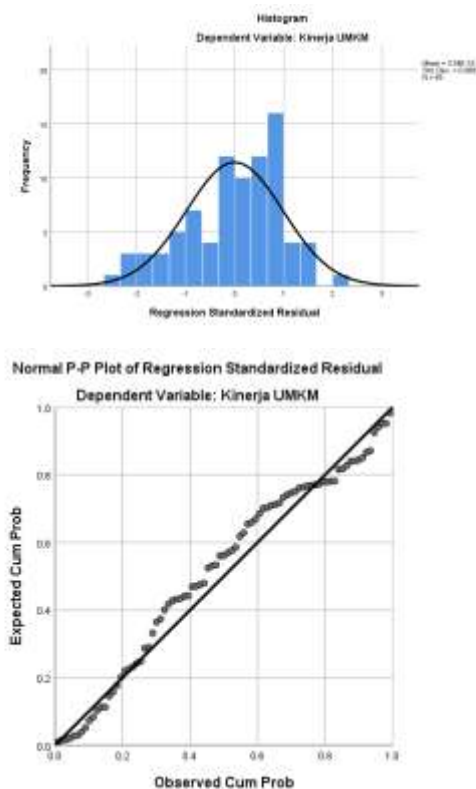 Histogram
Dependent Variable: Kinerja UMKM
Frequency
Regression Standardized Residual
Normal P-P Plot of Regression Standardized Residual
Dependent Variable: Kinerja UMKM
1.0
0.8
0.6
0.4
0.2
0.0
Expected Cum Prob
0.0 0.2 0.4 0.6 0.8 1.0
Observed Cum Prob